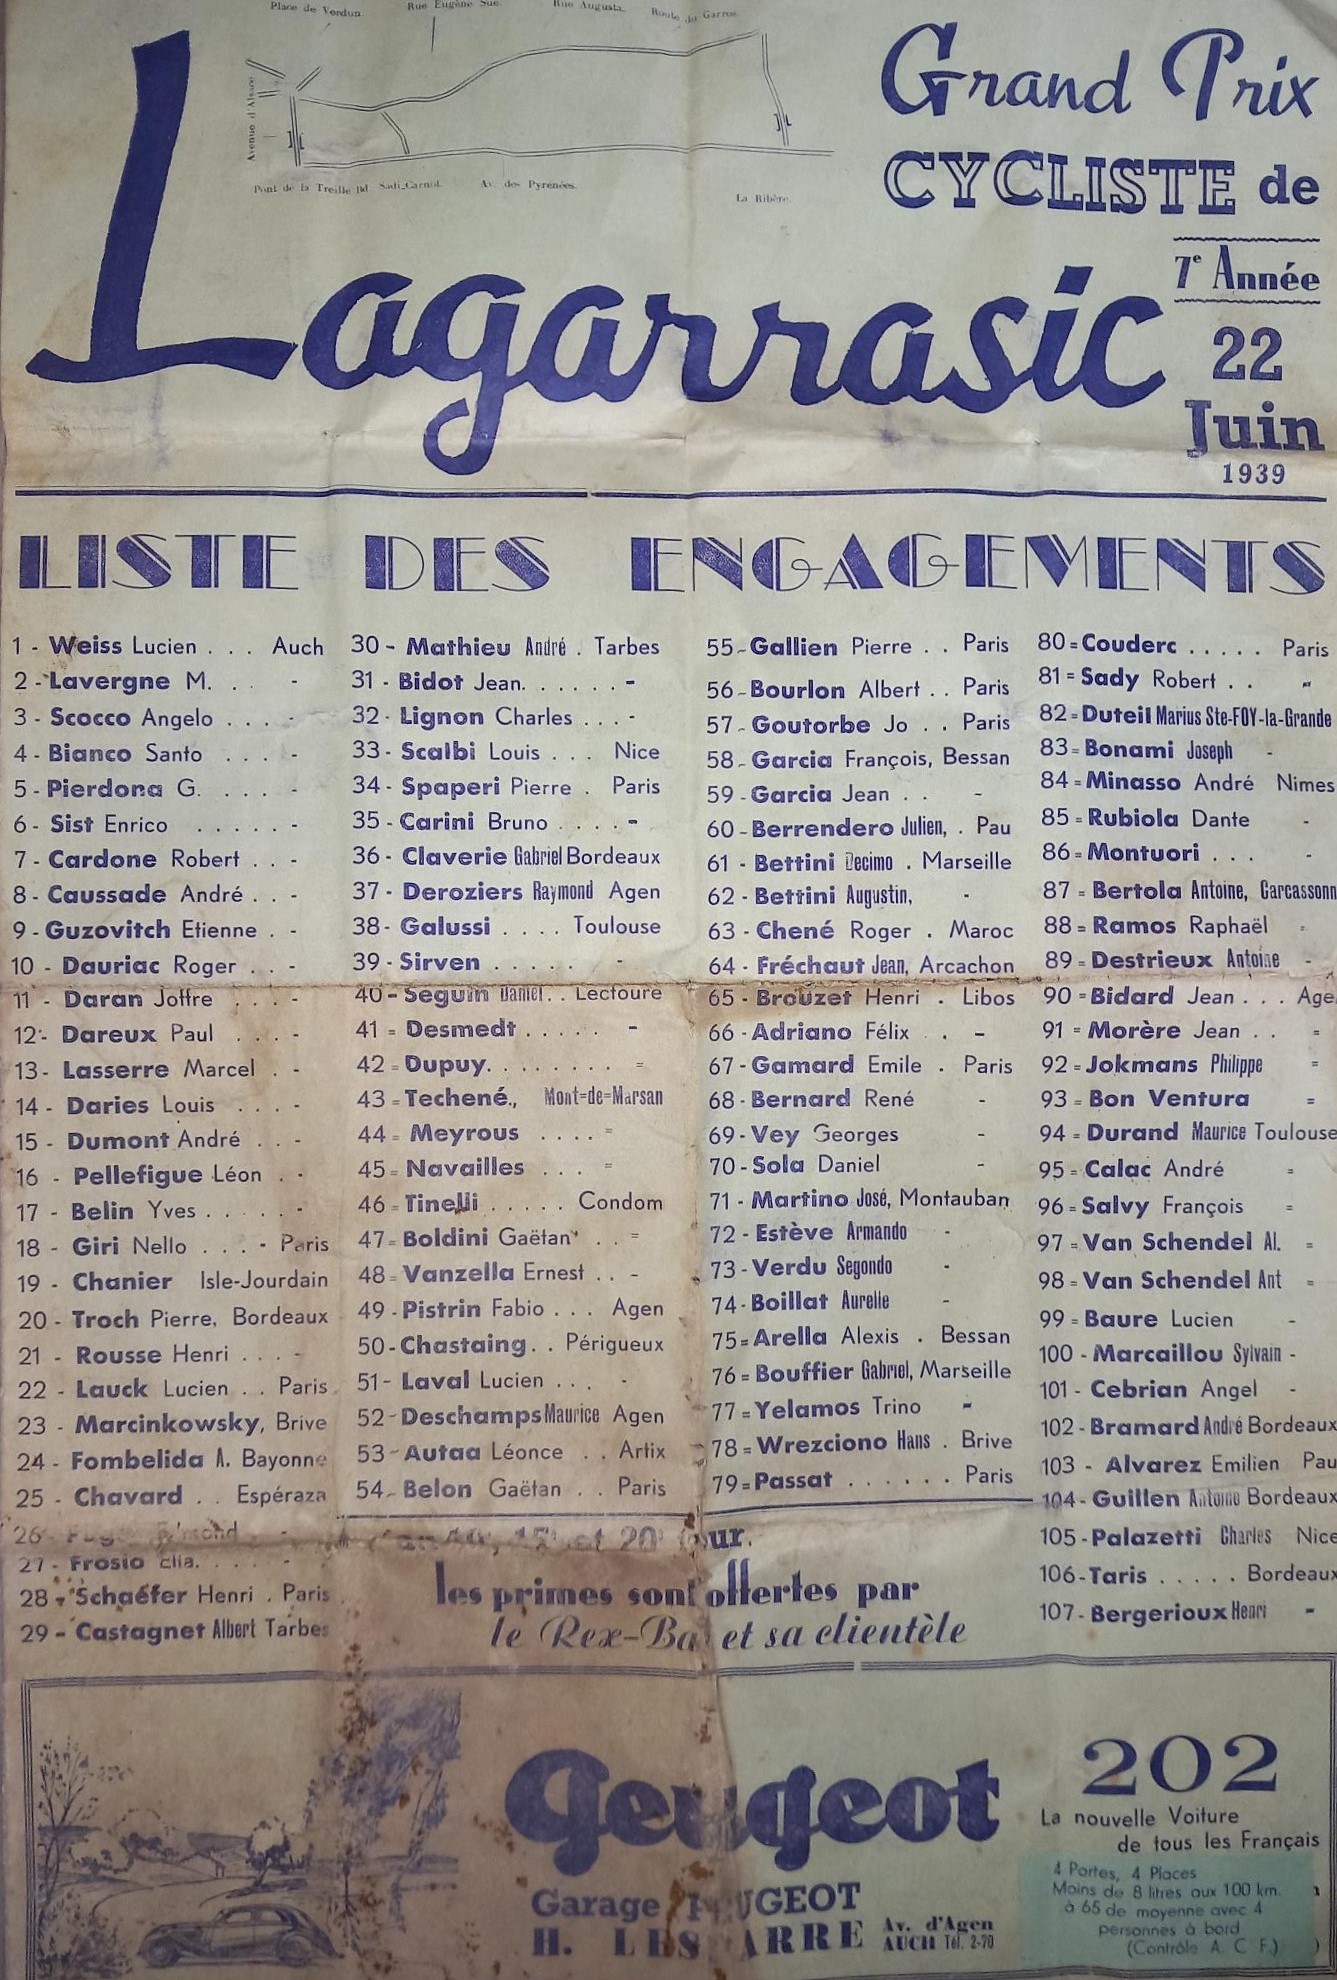 Place de Verdun.
Rue Eugène Sue.
Rue Augusta.
Route du Garros.
Avenue d'Alsace
Pont de la Treille Bd Sadi-Carnot.
Av. des Pyrénées.
La Ribère.
Grand Prix
CYCLISTE de
7e Année
Lagarrasic
22
Juin
1939
LISTE DES ENGAGEMENTS
1 - Weiss Lucien . . . Auch
2 - Lavergne M. . . -
3 - Scocco Angelo . . . -
4 - Bianco Santo . . . -
5 - Pierdona G. . . . . -
6 - Sist Enrico . . . . . . -
7 - Cardone Robert . . -
8 - Caussade André . . -
9 - Guzovitch Etienne . -
10 - Dauriac Roger . . -
11 - Daran Joffre . . . -
12 - Dareux Paul . . . . -
13 - Lasserre Marcel . -
14 - Daries Louis . . . . -
15 - Dumont André . . -
16 - Pellefigue Léon . -
17 - Belin Yves . . . . . -
18 - Giri Nello . . . - Paris
19 - Chanier Isle-Jourdain
20 - Troch Pierre, Bordeaux
21 - Rousse Henri . . . -
22 - Lauck Lucien . . Paris
23 - Marcinkowsky, Brive
24 - Fombelida A. Bayonne
25 - Chavard . . Espéraza
26 -
27 - Frosio Elia. . . . . -
28 - Schaefer Henri . Paris
29 - Castagnet Albert Tarbes
30 - Mathieu André . Tarbes
31 - Bidot Jean. . . . . . -
32 - Lignon Charles . . . -
33 - Scalbi Louis . . . Nice
34 - Spaperi Pierre . Paris
35 - Carini Bruno . . . . -
36 - Claverie Gabriel Bordeaux
37 - Deroziers Raymond Agen
38 - Galussi . . . . Toulouse
39 - Sirven . . . . . -
40 - Seguin Daniel. . Lectoure
41 = Desmedt . . . . . -
42 = Dupuy. . . . . . . . =
43 = Techené., Mont=de=Marsan
44 = Meyrous . . . . =
45 = Navailles . . . =
46 = Tinelli . . . . . Condom
47 = Boldini Gaëtan . . =
48 = Vanzella Ernest . . -
49 - Pistrin Fabio . . . Agen
50 - Chastaing. . Périgueux
51 - Laval Lucien . . . -
52 - Deschamps Maurice Agen
53 - Autaa Léonce . . Artix
54 - Belon Gaëtan . . Paris
55 - Gallien Pierre . . Paris
56 - Bourlon Albert . . Paris
57 - Goutorbe Jo . . Paris
58 - Garcia François, Bessan
59 - Garcia Jean . . -
60 - Berrendero Julien, . Pau
61 - Bettini Decimo . Marseille
62 - Bettini Augustin, -
63 - Chené Roger . Maroc
64 - Fréchaut Jean, Arcachon
65 - Brouzet Henri . Libos
66 - Adriano Félix . -
67 - Gamard Emile . Paris
68 - Bernard René -
69 - Vey Georges -
70 - Sola Daniel -
71 - Martino José, Montauban
72 - Estève Armando -
73 - Verdu Segondo -
74 - Boillat Aurelle -
75 = Arella Alexis . Bessan
76 = Bouffier Gabriel, Marseille
77 = Yelamos Trino -
78 = Wrezciono Hans . Brive
79 = Passat . . . . . . Paris
80 = Couderc . . . . . Paris
81 = Sady Robert . . "
82 = Duteil Marius Ste-FOY-la-Grande
83 = Bonami Joseph -
84 = Minasso André Nimes
85 = Rubiola Dante -
86 = Montuori . . . -
87 = Bertola Antoine, Carcassonn
88 = Ramos Raphaël =
89 = Destrieux Antoine -
90 = Bidard Jean . . . Age
91 = Morère Jean . . =
92 = Jokmans Philippe =
93 = Bon Ventura =
94 = Durand Maurice Toulouse
95 = Calac André =
96 = Salvy François =
97 = Van Schendel Al. =
98 = Van Schendel Ant =
99 = Baure Lucien -
100 - Marcaillou Sylvain -
101 - Cebrian Angel -
102 - Bramard André Bordeaux
103 - Alvarez Emilien Pau
104 - Guillen Antoine Bordeaux
105 - Palazetti Charles Nice
106 - Taris . . . . . Bordeaux
107 - Bergerioux Henri -
et 20
les primes sont offertes par
le Rex-Bar et sa clientèle
Peugeot
Garage PEUGEOT
H. LESBARRE
Av. d'Agen
AUCH Tél. 2-70
202
La nouvelle Voiture
de tous les Français
4 Portes, 4 Places
Moins de 8 litres aux 100 km.
à 65 de moyenne avec 4
personnes à bord
(Contrôle A. C F.)